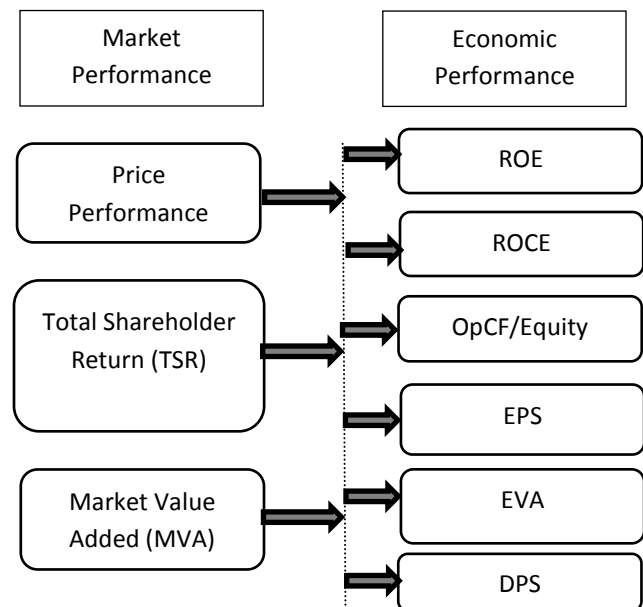 Market
Performance
Economic
Performance
Price
Performance
Total Shareholder
Return (TSR)
Market Value
Added (MVA)
ROE
ROCE
OpCF/Equity
EPS
EVA
DPS